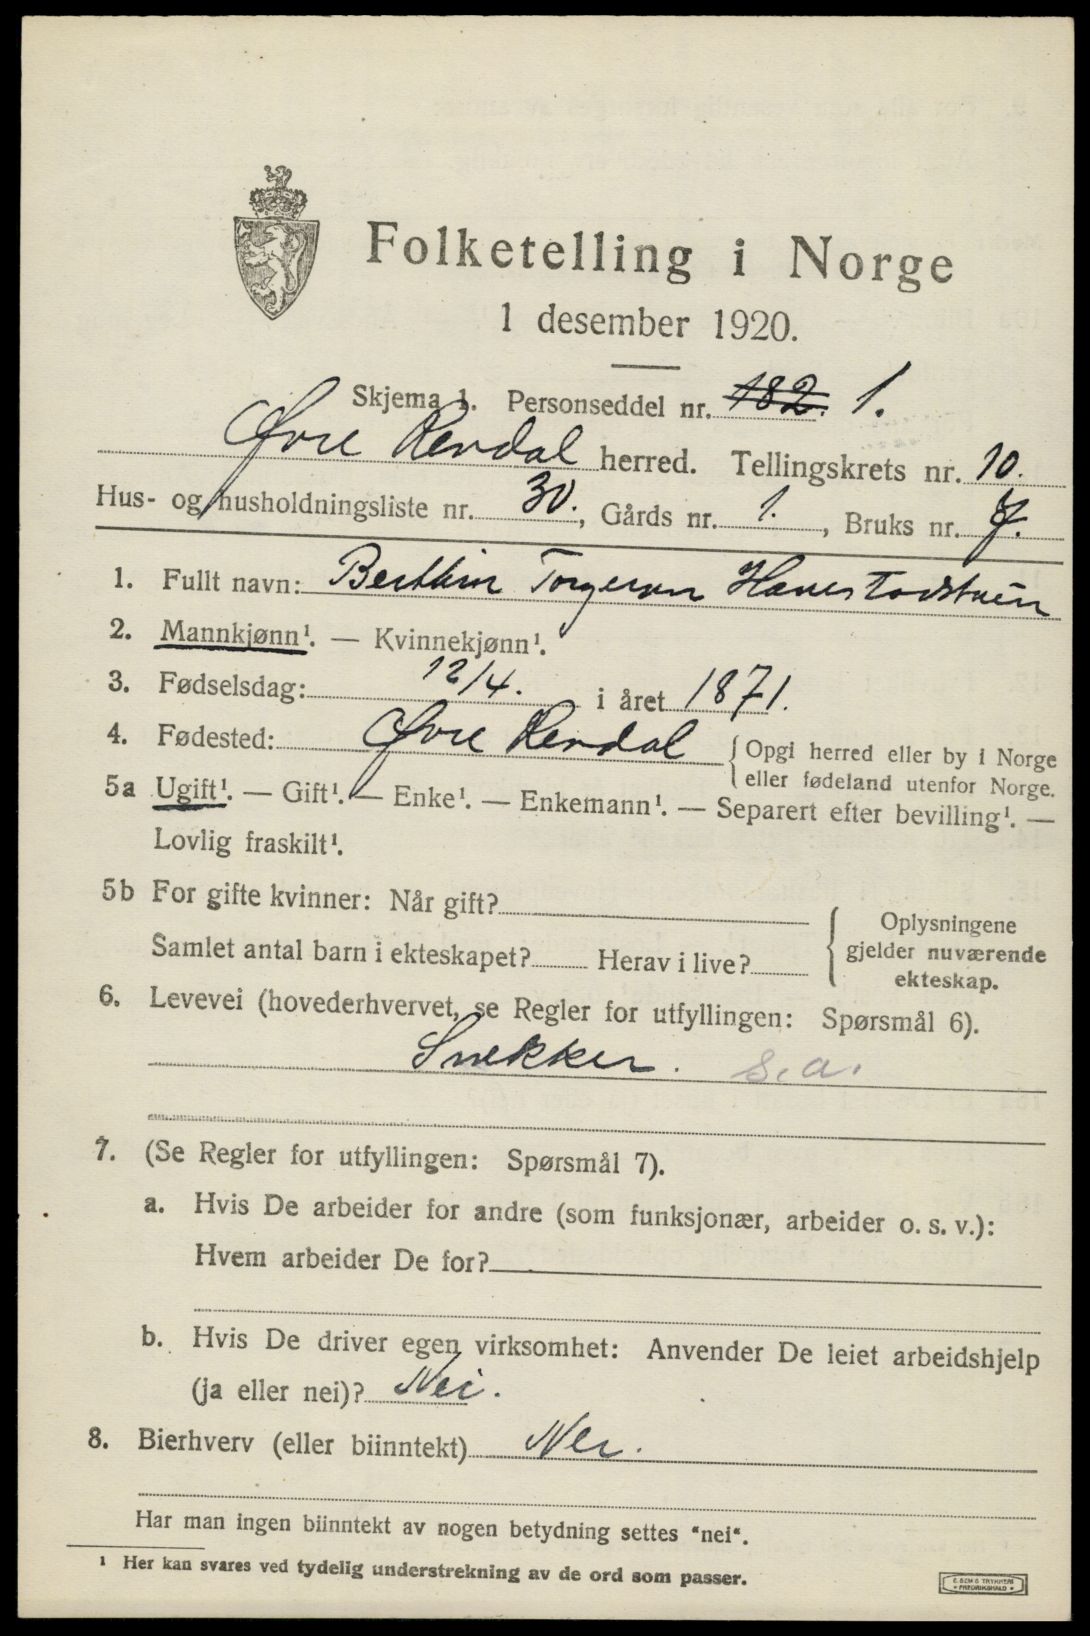 Folketelling i Norge
1 desember 1920.
Skjema 1. Personseddel nr. 182. 1.
Øvre Rendal herred. Tellingskrets nr. 10.
Hus- og husholdningsliste nr. 30., Gårds nr. 1., Bruks nr. 7.
1. Fullt navn: Berthin Torgersen Hanestadstuen
2. Mannkjønn¹. — Kvinnekjønn¹.
3. Fødselsdag: 12/4. i året 1871.
4. Fødested: Øvre Rendal {Opgi herred eller by i Norge
eller fødeland utenfor Norge.
5a Ugift¹. — Gift¹. — Enke¹. — Enkemann¹. — Separert efter bevilling¹. —
Lovlig fraskilt¹.
5b For gifte kvinner: Når gift?
Samlet antal barn i ekteskapet? Herav i live?
{ Oplysningene
gjelder nuværende
ekteskap.
6. Levevei (hovederhvervet, se Regler for utfyllingen: Spørsmål 6).
Snekker. s.a.
7. (Se Regler for utfyllingen: Spørsmål 7).
a. Hvis De arbeider for andre (som funksjonær, arbeider o. s. v.):
Hvem arbeider De for?
b. Hvis De driver egen virksomhet: Anvender De leiet arbeidshjelp
(ja eller nei)? Nei.
8. Bierhverv (eller biinntekt) Nei.
Har man ingen biinntekt av nogen betydning settes "nei".
¹ Her kan svares ved tydelig understrekning av de ord som passer.